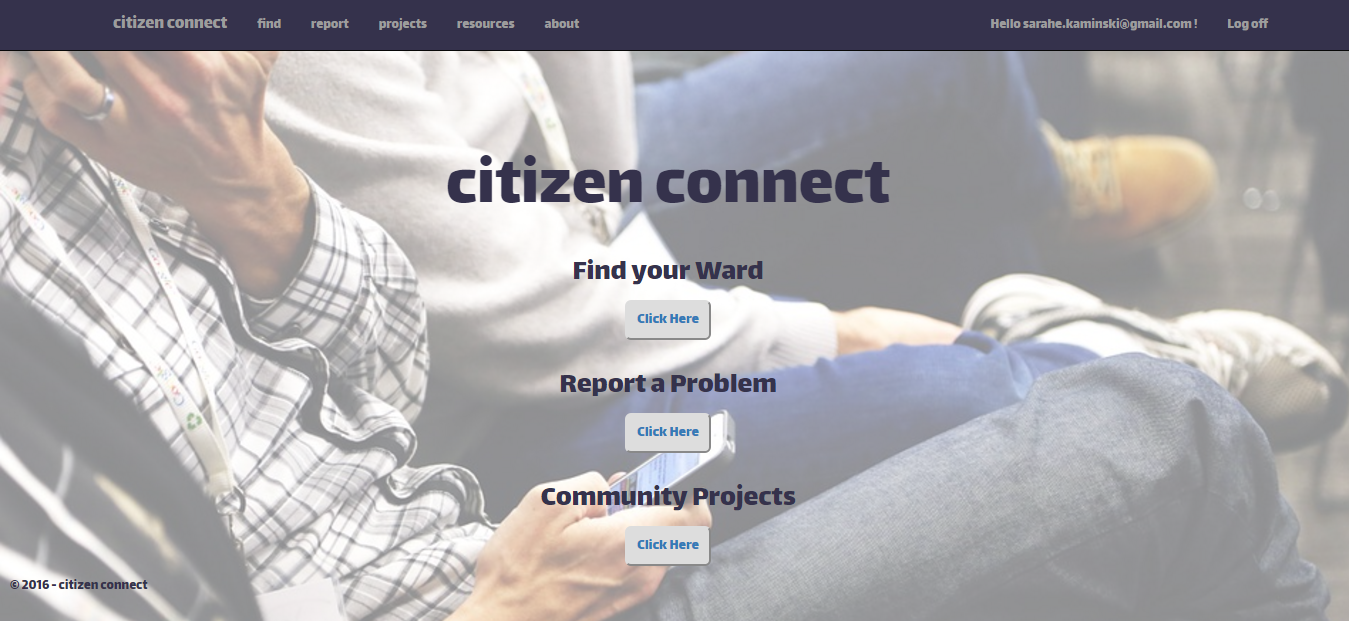 citizen connect find report projects resources about Hello sarahe.kaminski@gmail.com ! Log off
citizen connect
Find your Ward
Click Here
Report a Problem
Click Here
Community Projects
Click Here
© 2016 - citizen connect